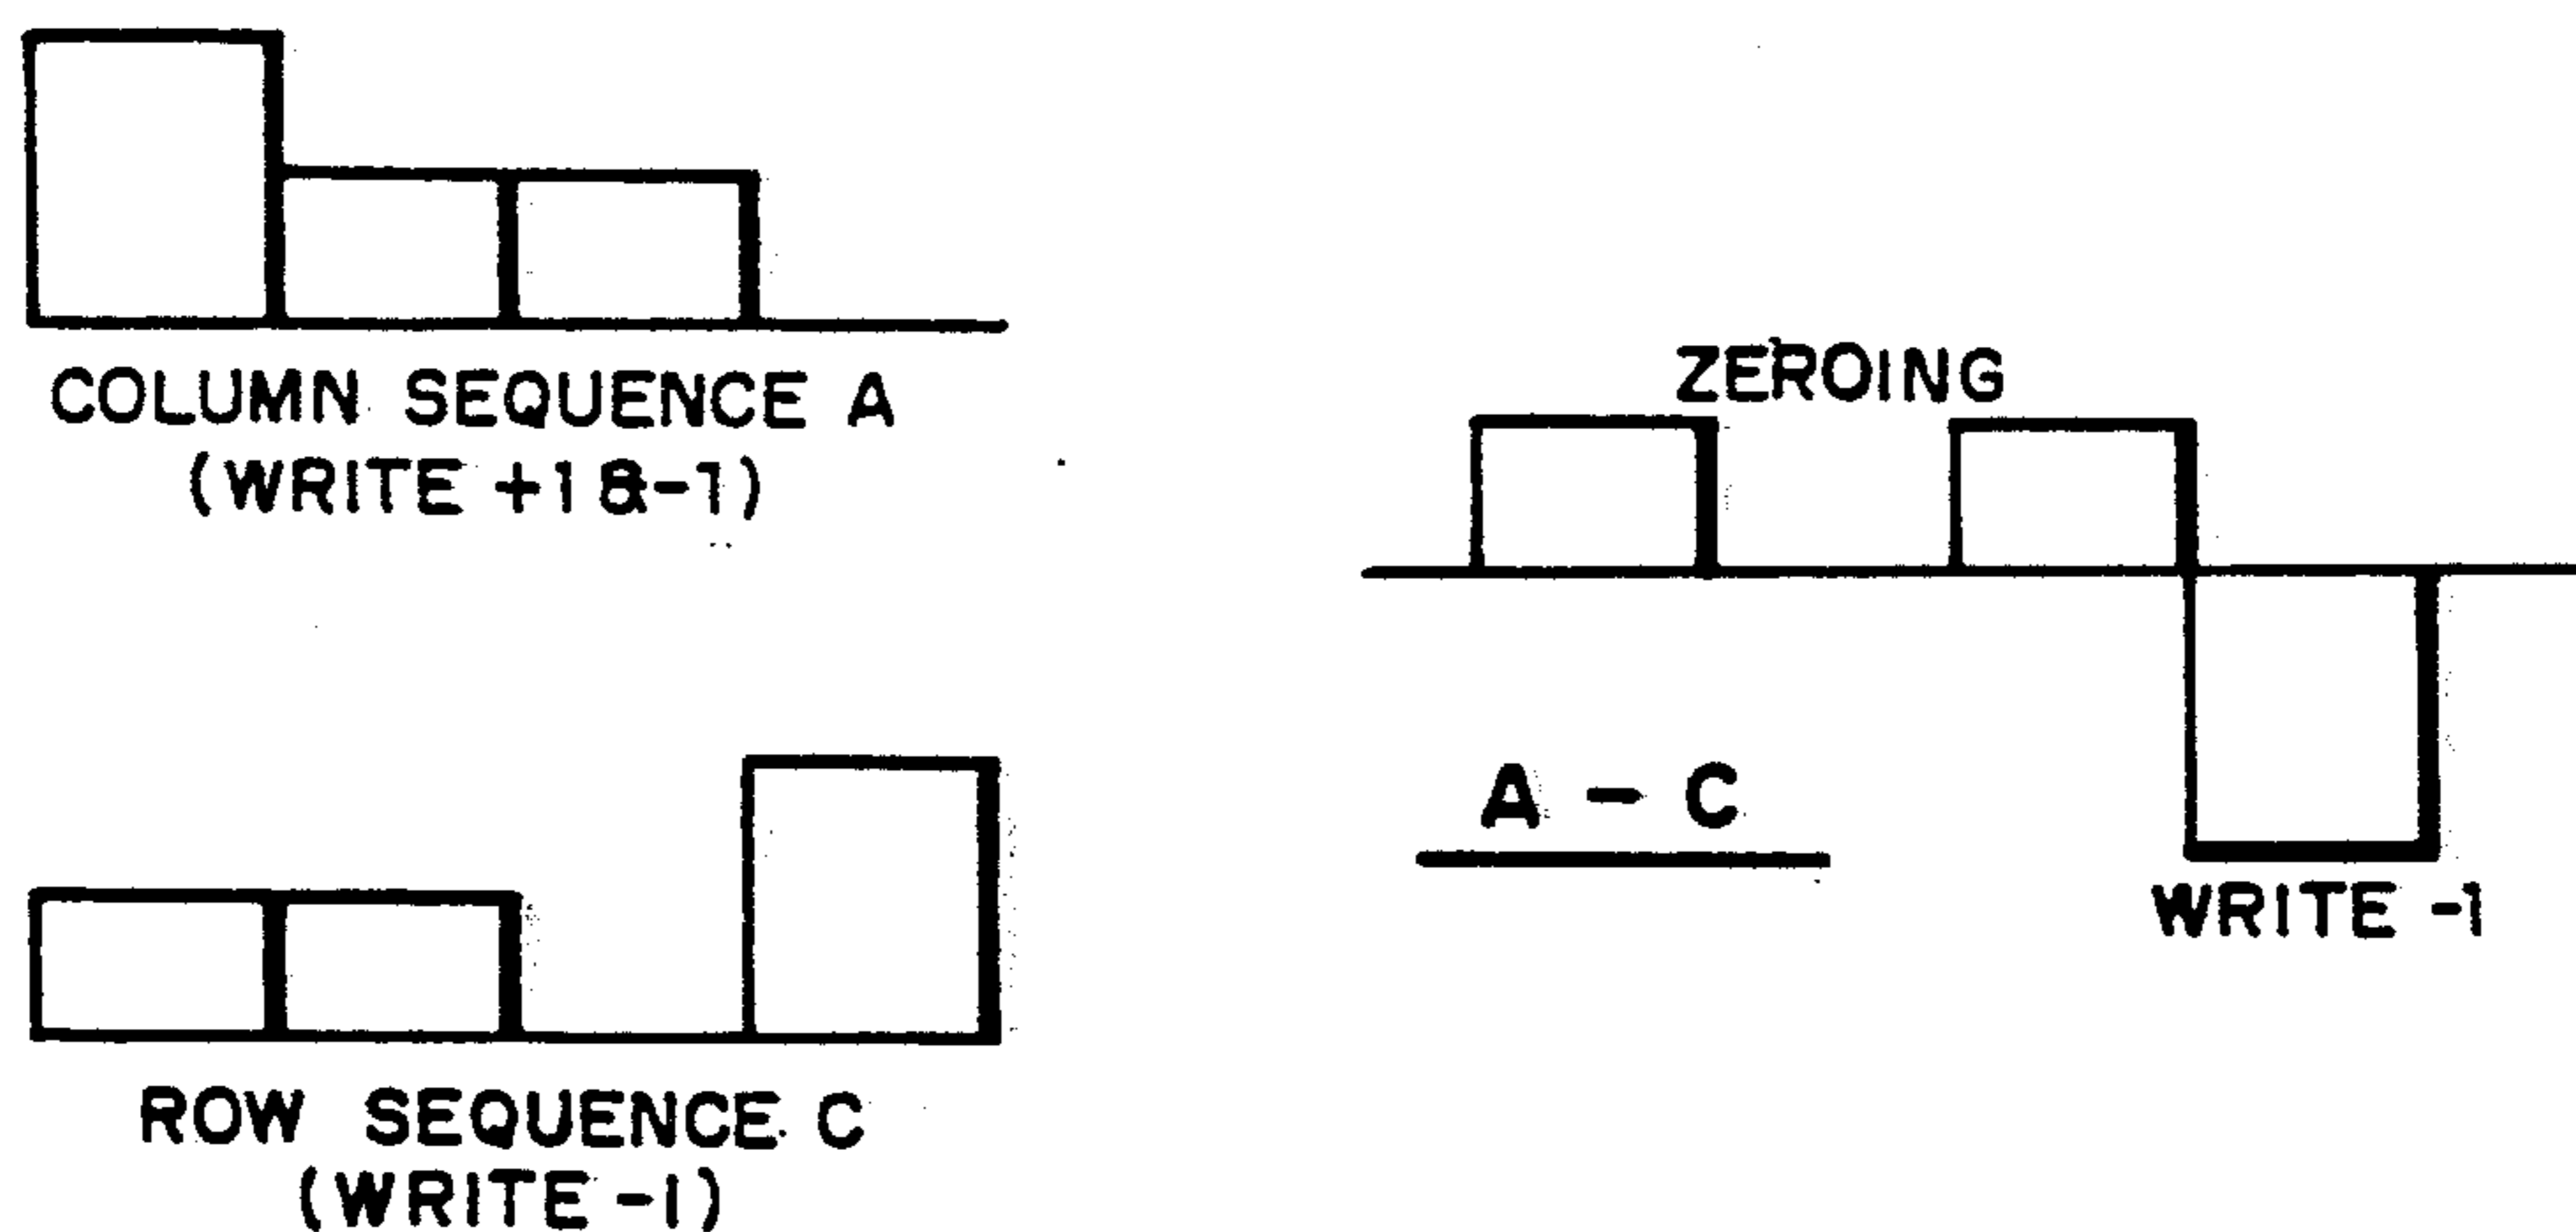 COLUMN SEQUENCE A
(WRITE +1 &-1)
ZEROING
A - C
WRITE -1
ROW SEQUENCE C
(WRITE -1)